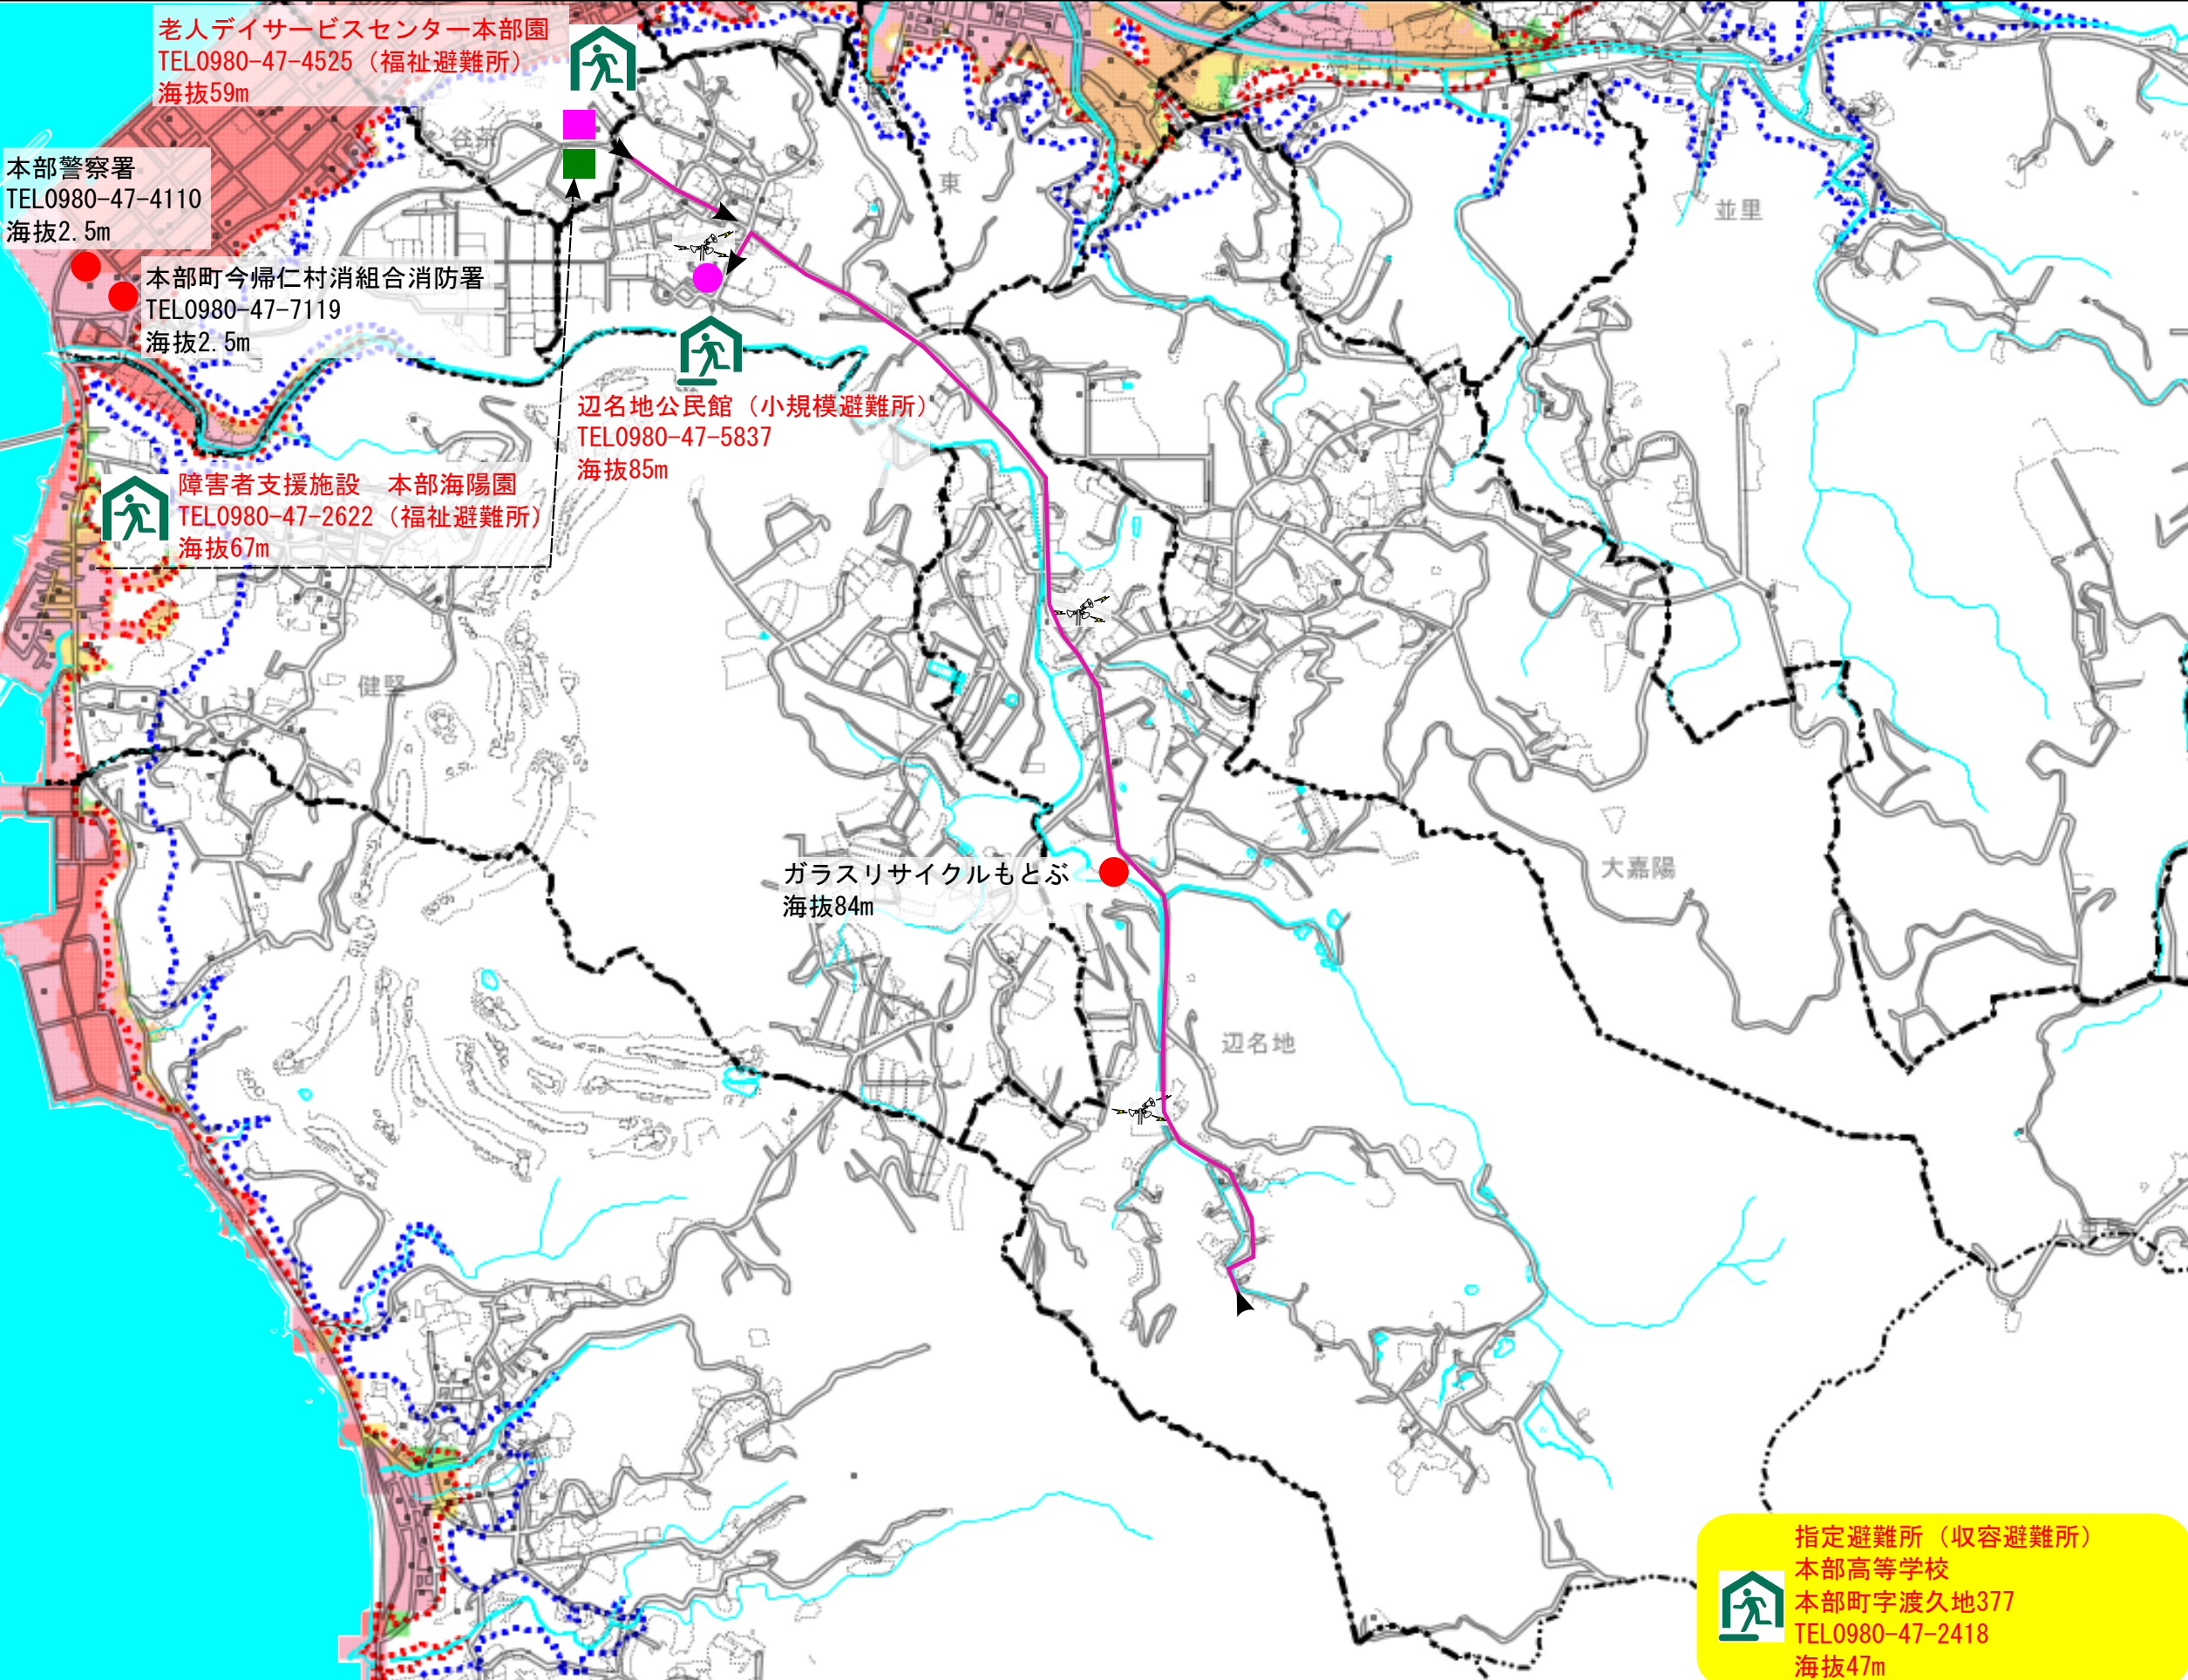 老人デイサービスセンター本部園
TEL0980-47-4525（福祉避難所）
海抜59m
谷茶
東
並里
本部警察署
TEL0980-47-4110
海抜2.5m
本部町今帰仁村消組合消防署
TEL0980-47-7119
海抜2.5m
辺名地公民館（小規模避難所）
TEL0980-47-5837
海抜85m
障害者支援施設　本部海陽園
TEL0980-47-2622（福祉避難所）
海抜67m
健堅
ガラスリサイクルもとぶ
海抜84m
大嘉陽
辺名地
指定避難所（収容避難所）
本部高等学校
本部町字渡久地377
TEL0980-47-2418
海抜47m